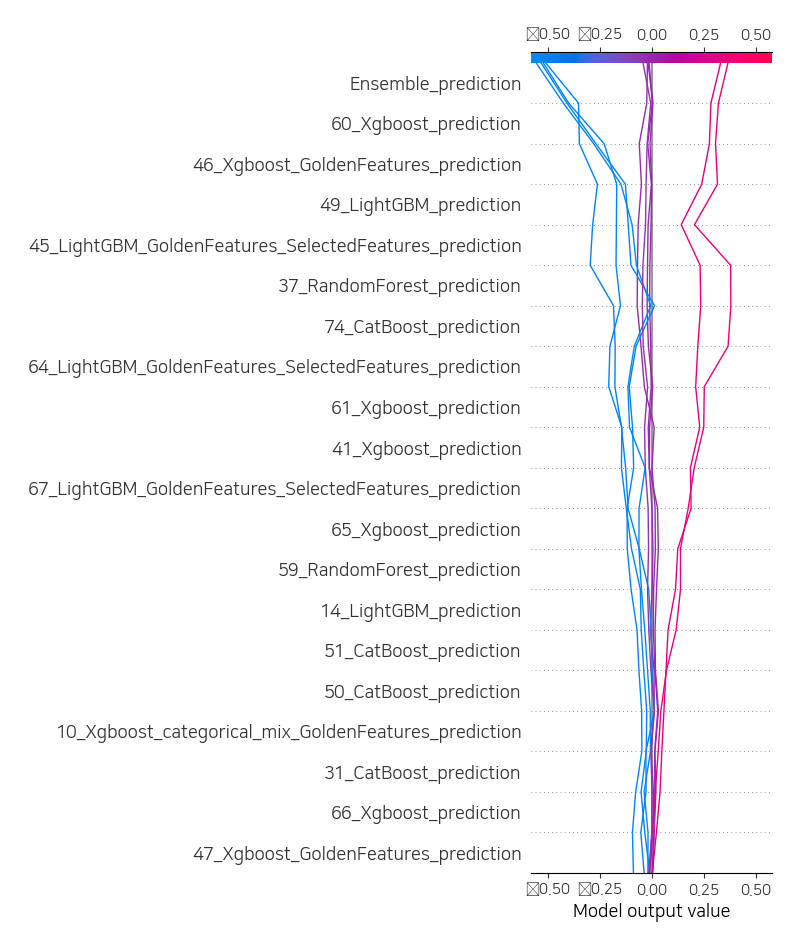 0.50 0.25 0.00 0.25 0.50
Ensemble_prediction
60_Xgboost_prediction
46_Xgboost_GoldenFeatures_prediction
49_LightGBM_prediction
45_LightGBM_GoldenFeatures_SelectedFeatures_prediction
37_RandomForest_prediction
74_CatBoost_prediction
64_LightGBM_GoldenFeatures_SelectedFeatures_prediction
61_Xgboost_prediction
41_Xgboost_prediction
67_LightGBM_GoldenFeatures_SelectedFeatures_prediction
65_Xgboost_prediction
59_RandomForest_prediction
14_LightGBM_prediction
51_CatBoost_prediction
50_CatBoost_prediction
10_Xgboost_categorical_mix_GoldenFeatures_prediction
31_CatBoost_prediction
66_Xgboost_prediction
47_Xgboost_GoldenFeatures_prediction
0.50 0.25 0.00 0.25 0.50
Model output value